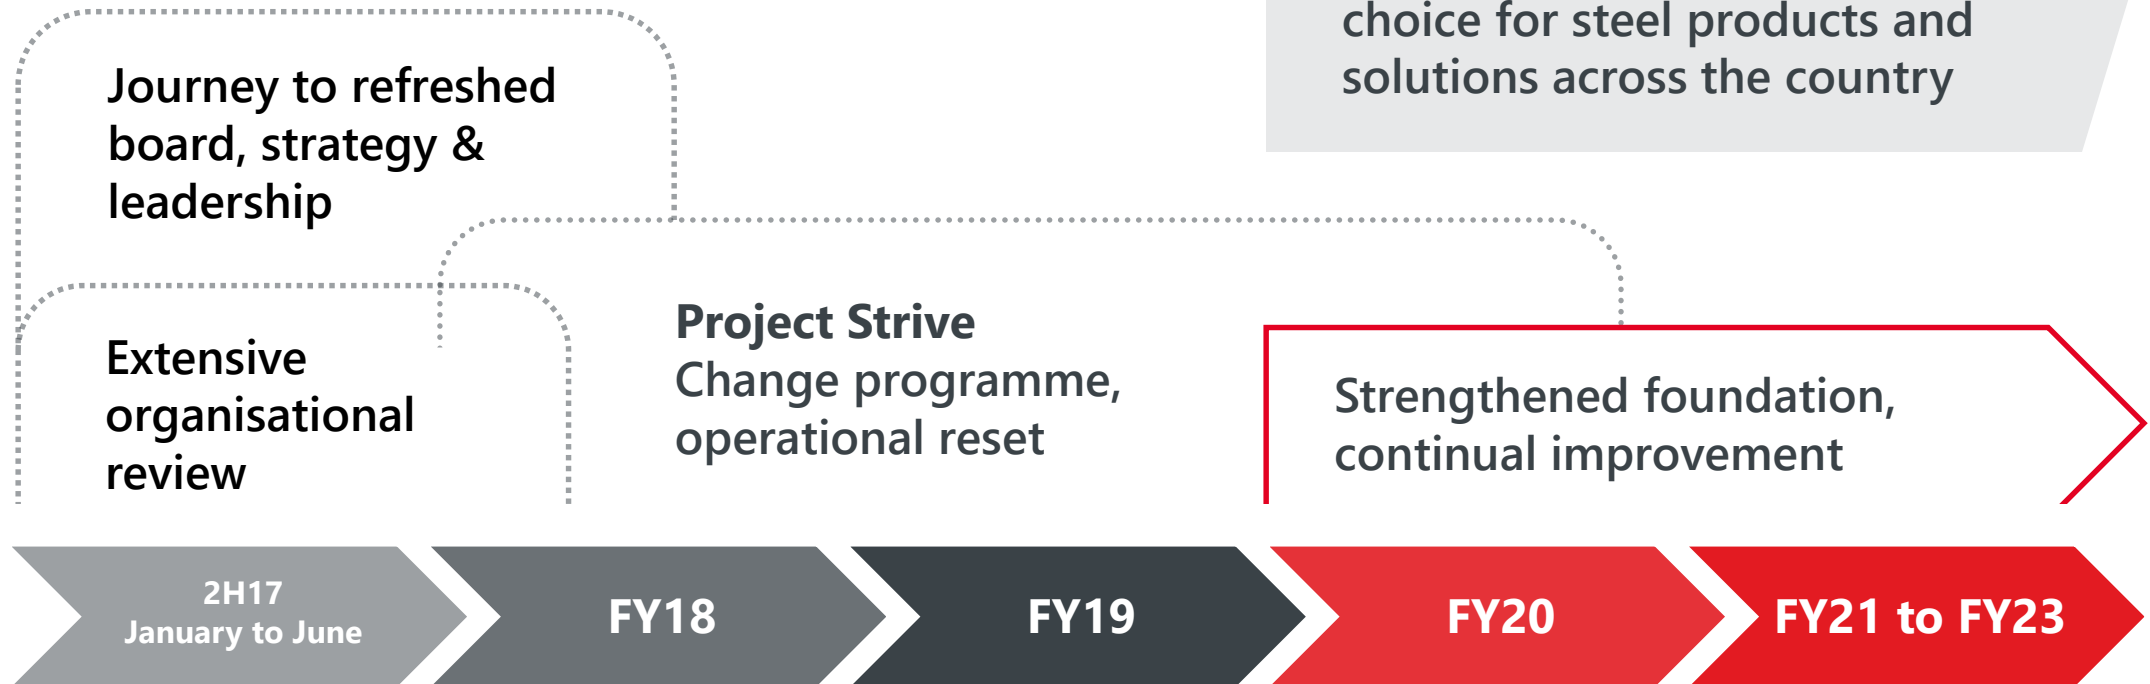 choice for steel products and
solutions across the country
Journey to refreshed
board, strategy &
leadership
Extensive
organisational
review
Project Strive
Change programme,
operational reset
Strengthened foundation,
continual improvement
2H17
January to June
FY18
FY19
FY20
FY21 to FY23